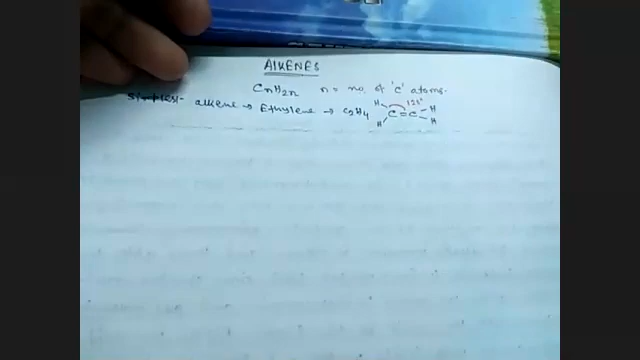 ALKENES
CnH2n n = no. of 'C' atoms.
Simplest alkene → Ethylene → C2H4
H H
C = C
H H